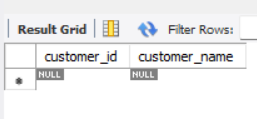 Result Grid Filter Rows:
customer_id customer_name
NULL NULL